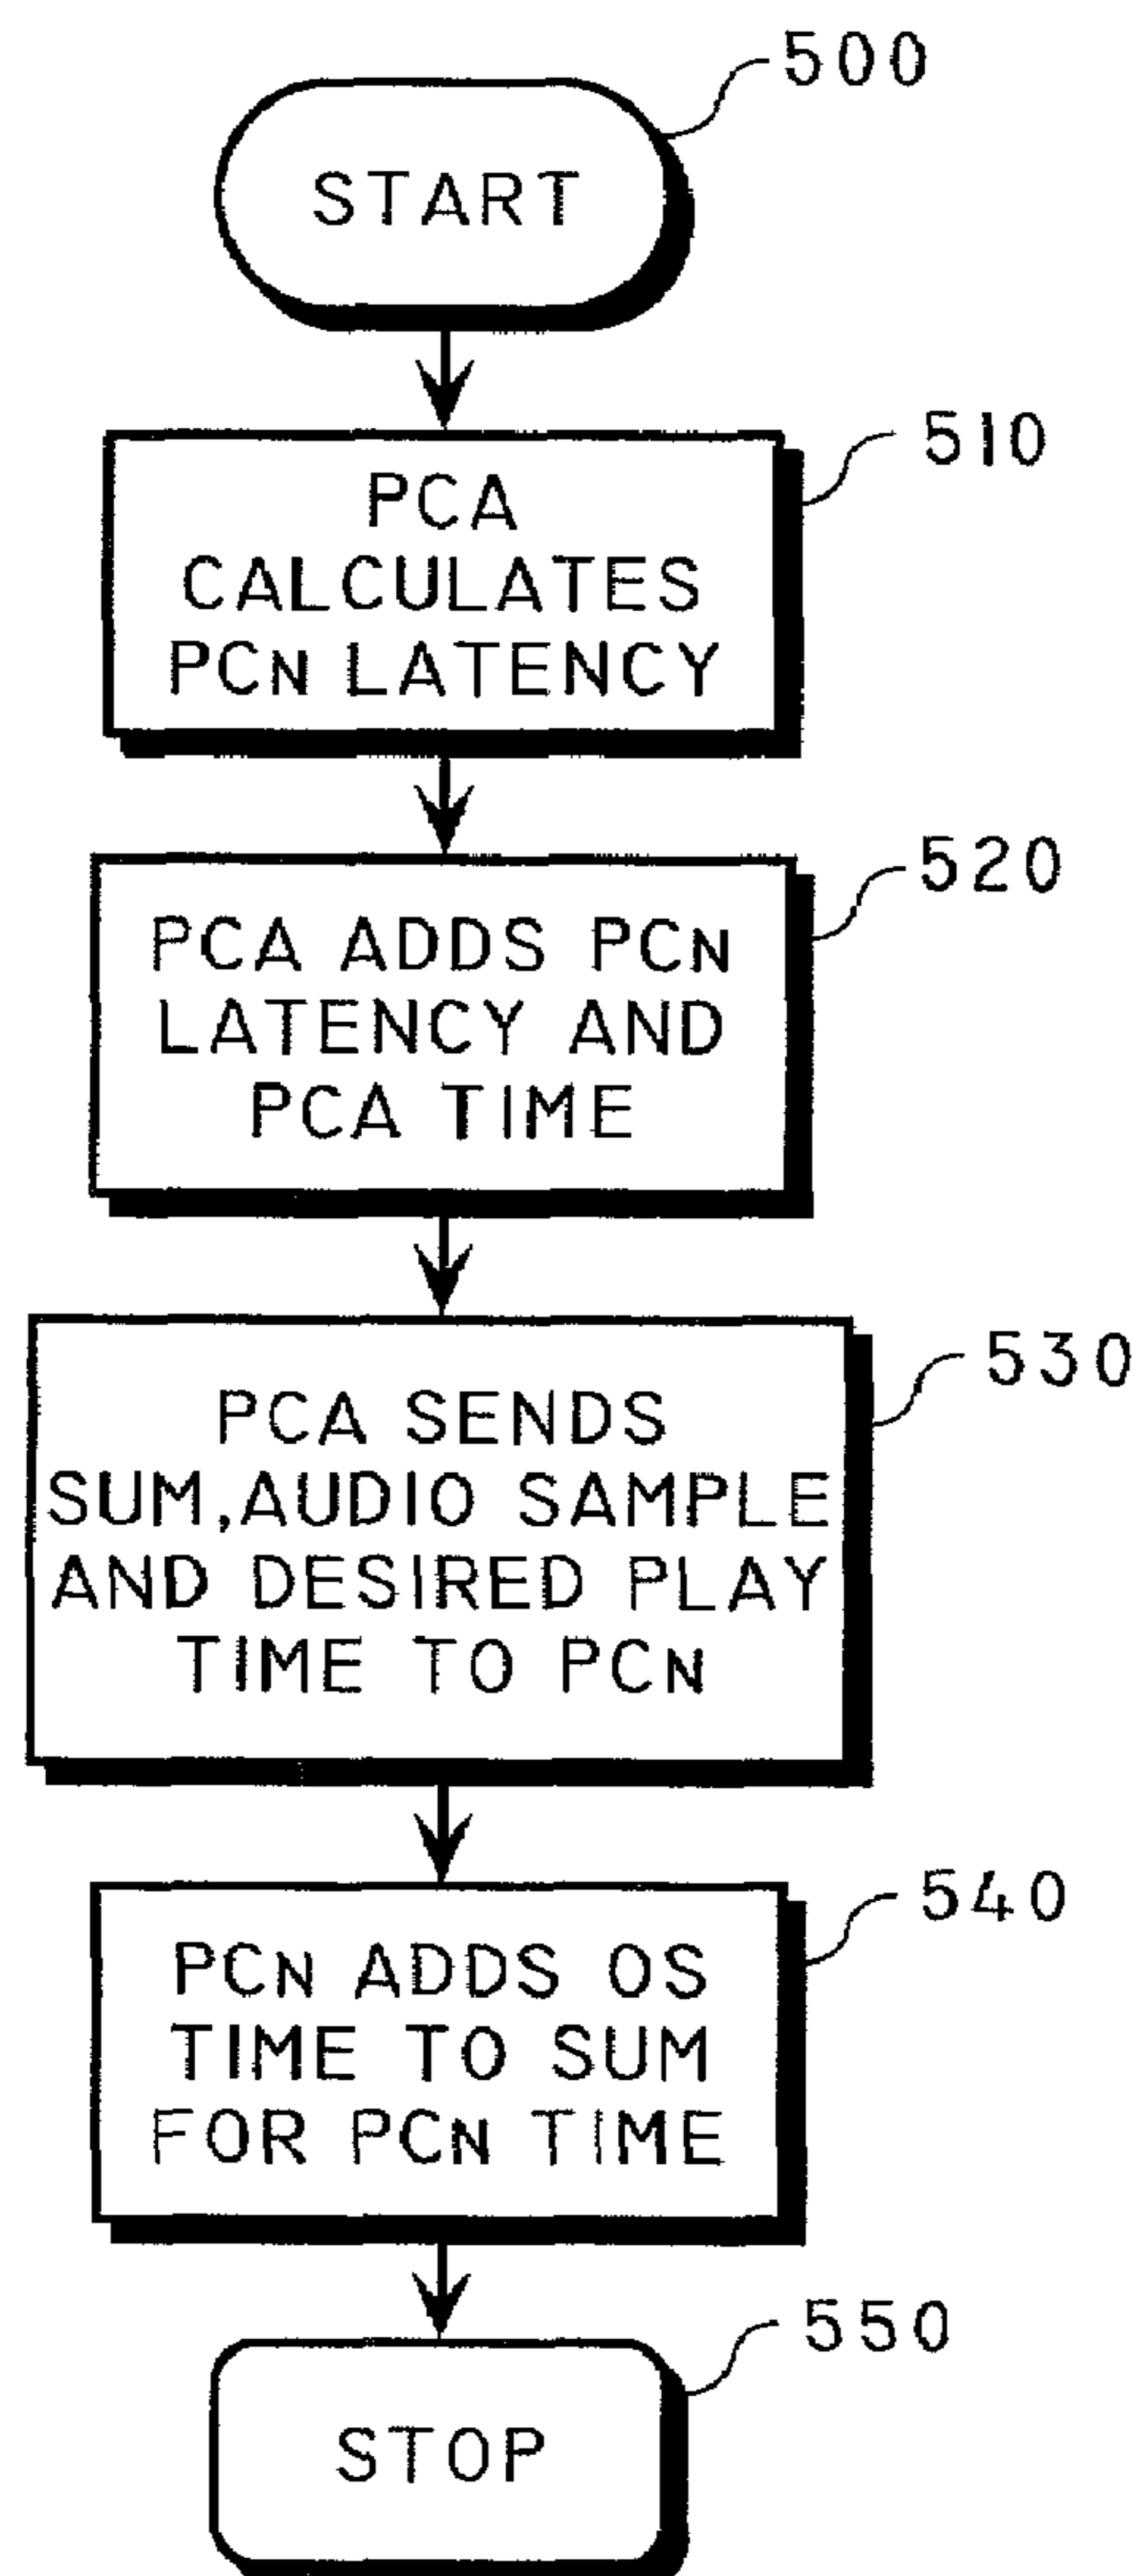 500
START
510
PCA
CALCULATES
PCN LATENCY
520
PCA ADDS PCN
LATENCY AND
PCA TIME
530
PCA SENDS
SUM,AUDIO SAMPLE
AND DESIRED PLAY
TIME TO PCN
540
PCN ADDS OS
TIME TO SUM
FOR PCN TIME
550
STOP